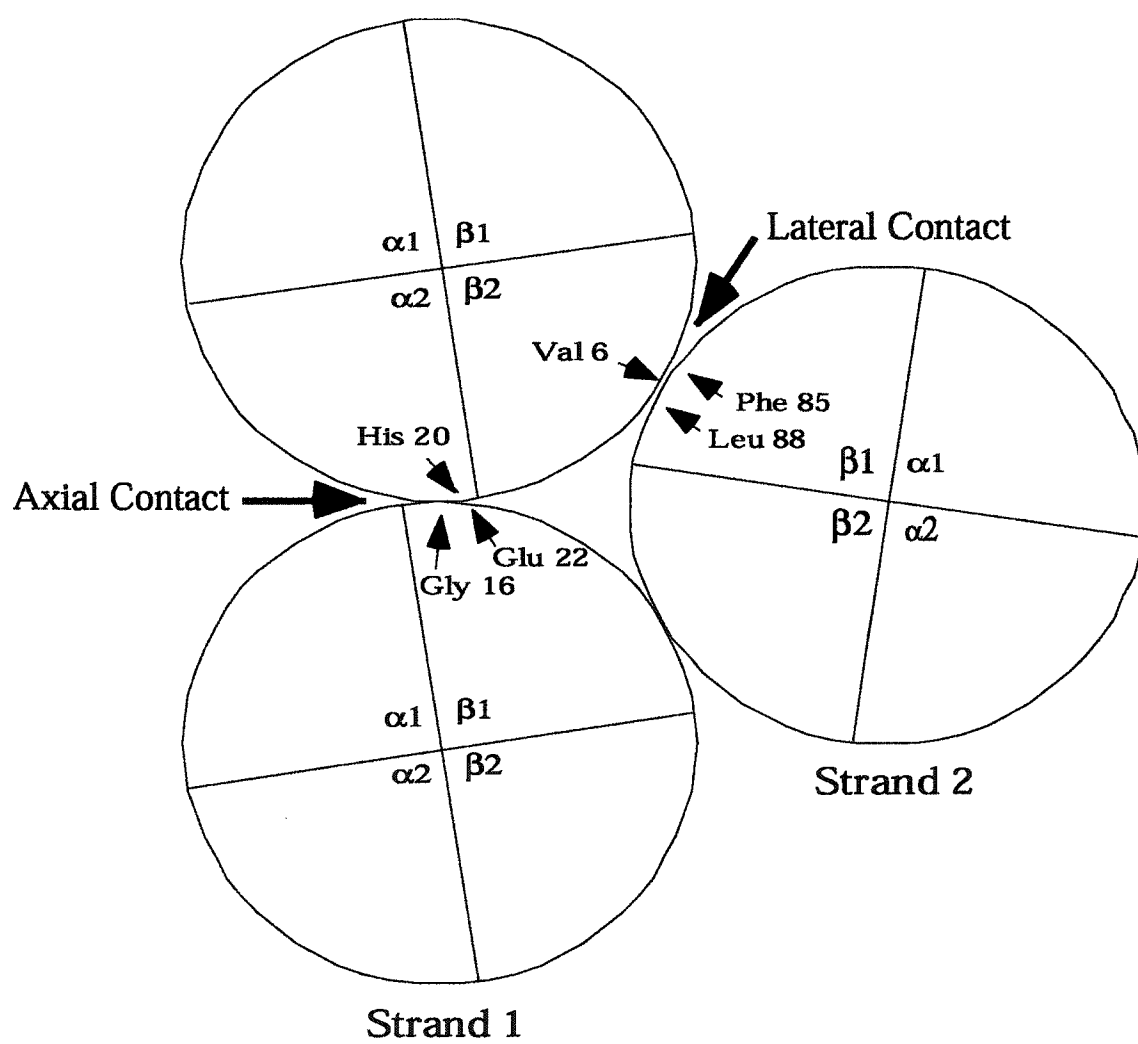 α1 β1
α2 β2
Lateral Contact
Val 6
Phe 85
Leu 88
His 20
β1 α1
β2 α2
Axial Contact
Glu 22
Gly 16
α1 β1
α2 β2
Strand 2
Strand 1